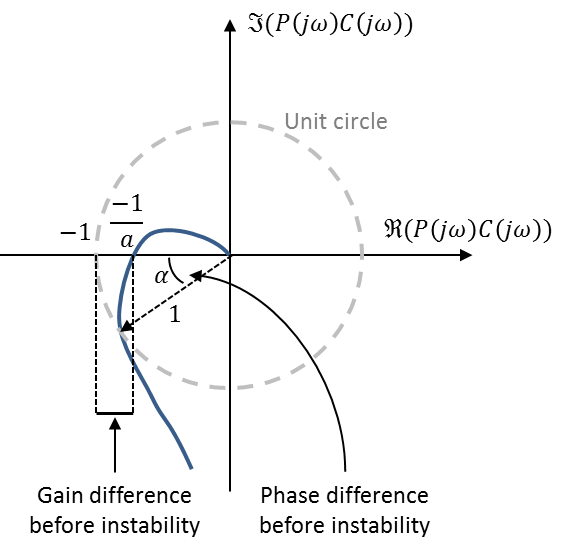 ℑ(P(jω)C(jω))
Unit circle
−1
−1
a
ℜ(P(jω)C(jω))
α
1
Gain difference
before instability
Phase difference
before instability